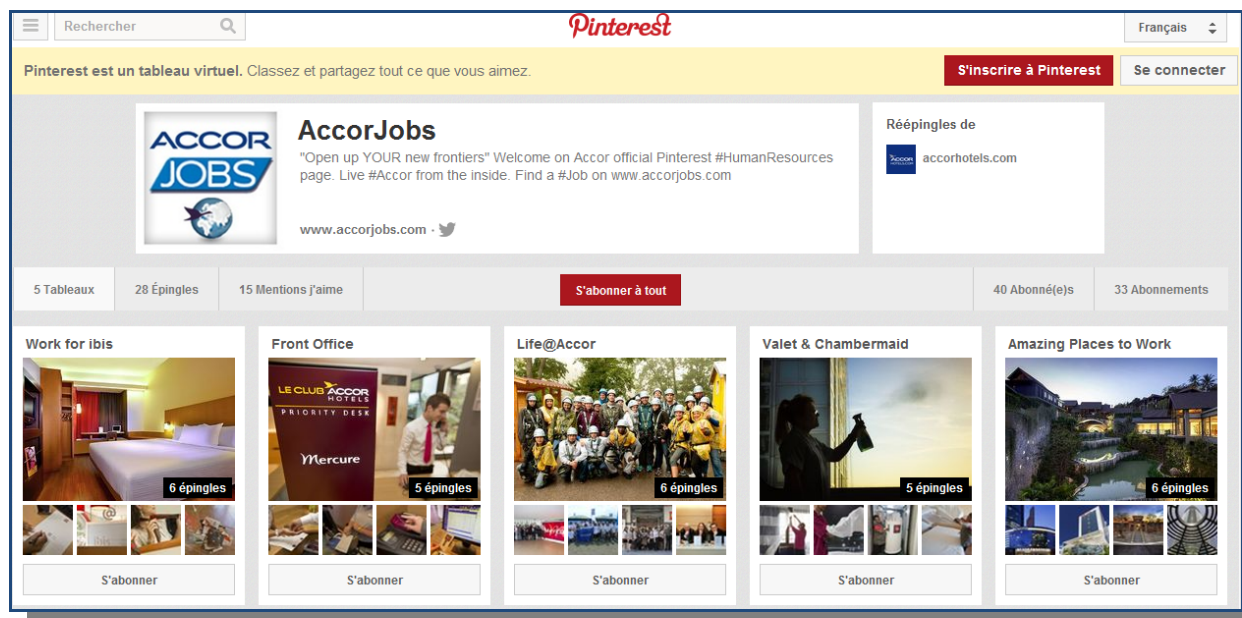 Rechercher
Pinterest
Français
Pinterest est un tableau virtuel. Classez et partagez tout ce que vous aimez.
S'inscrire à Pinterest
Se connecter
ACCOR
JOBS
AccorJobs
"Open up YOUR new frontiers" Welcome on Accor official Pinterest #HumanResources
page. Live #Accor from the inside. Find a #Job on www.accorjobs.com
www.accorjobs.com ·
Réépingles de
accorhotels.com
5 Tableaux
28 Épingles
15 Mentions j'aime
S'abonner à tout
40 Abonné(e)s
33 Abonnements
Work for ibis
6 épingles
S'abonner
Front Office
LE CLUB ACCOR
HOTELS
PRIORITY DESK
Mercure
5 épingles
S'abonner
Life@Accor
6 épingles
S'abonner
Valet & Chambermaid
5 épingles
S'abonner
Amazing Places to Work
6 épingles
S'abonner